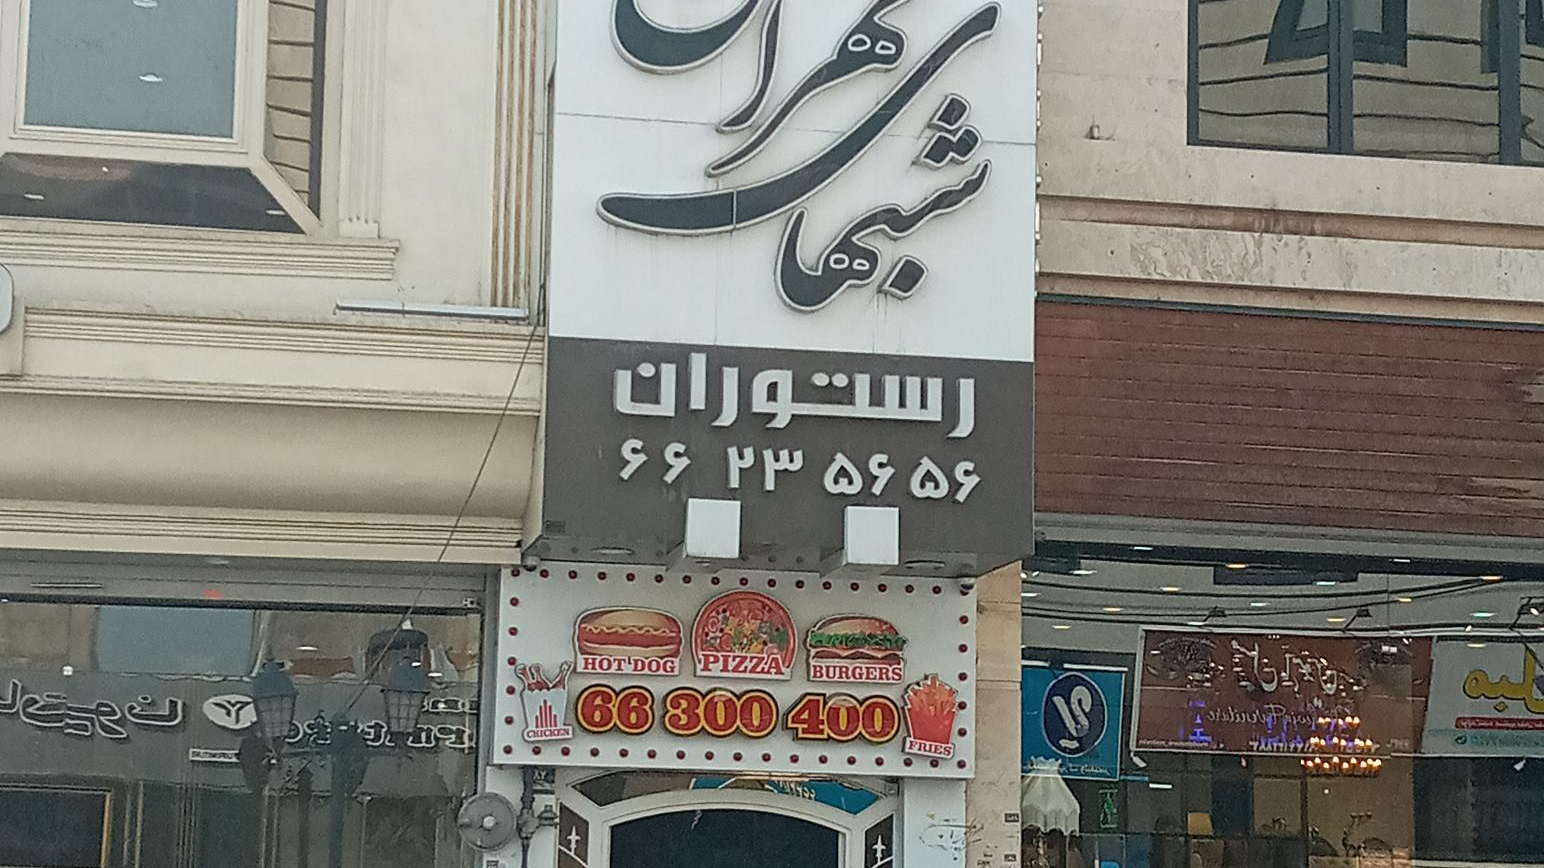 شبهای تهران
رستوران
۶۶ ۲۳ ۵۶ ۵۶
HOT DOG
PIZZA
BURGERS
66 300 400
CHICKEN
FRIES